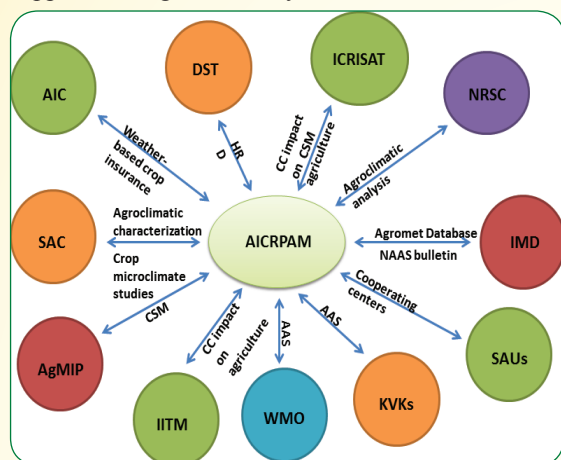 DST
ICRISAT
AIC
NRSC
Weather-
based crop
insurance
HR
D
CC impact
on CSM
agriculture
Agroclimatic
analysis
SAC
Agroclimatic
characterization
Crop
microclimate
studies
AICRPAM
Agromet Database
NAAS bulletin
IMD
CSM
CC impact
on
agriculture
AAS
AAS
Cooperating
centers
AgMIP
SAUs
IITM
WMO
KVKs